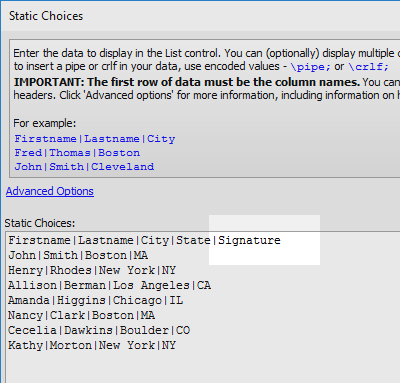 Static Choices
Enter the data to display in the List control. You can (optionally) display multiple
to insert a pipe or crlf in your data, use encoded values - \pipe; or \crlf;
IMPORTANT: The first row of data must be the column names. You can
headers. Click 'Advanced options' for more information, including information on
For example:
Firstname|Lastname|City
Fred|Thomas|Boston
John|Smith|Cleveland
Advanced Options
Static Choices:
Firstname|Lastname|City|State|Signature
John|Smith|Boston|MA
Henry|Rhodes|New York|NY
Allison|Berman|Los Angeles|CA
Amanda|Higgins|Chicago|IL
Nancy|Clark|Boston|MA
Cecelia|Dawkins|Boulder|CO
Kathy|Morton|New York|NY